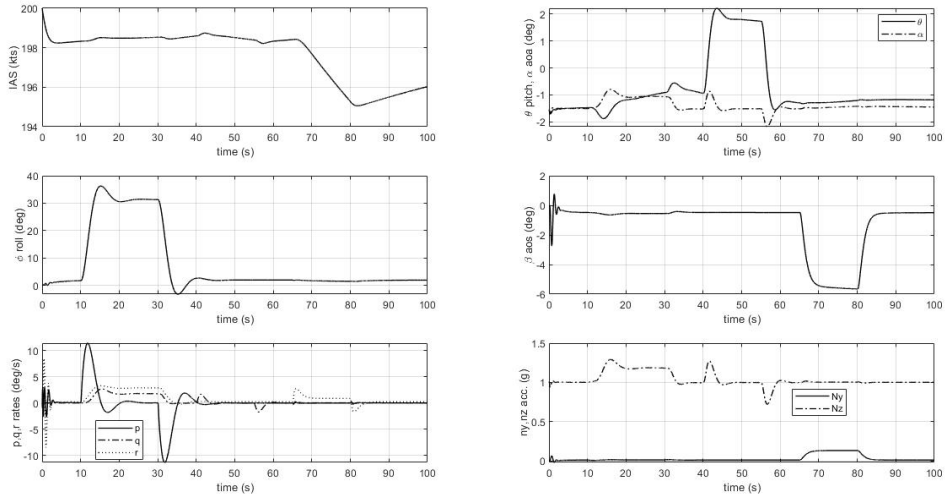 200
198
196
194
IAS (kts)
0 10 20 30 40 50 60 70 80 90 100
time (s)
2
1
0
-1
-2
θ pitch, α aoa (deg)
θ
α
0 10 20 30 40 50 60 70 80 90 100
time (s)
40
30
20
10
0
ϕ roll (deg)
0 10 20 30 40 50 60 70 80 90 100
time (s)
2
0
-2
-4
-6
β aos (deg)
0 10 20 30 40 50 60 70 80 90 100
time (s)
10
5
0
-5
-10
p,q,r rates (deg/s)
p
q
r
0 10 20 30 40 50 60 70 80 90 100
time (s)
1.5
1
0.5
0
ny,nz acc. (g)
Ny
Nz
0 10 20 30 40 50 60 70 80 90 100
time (s)